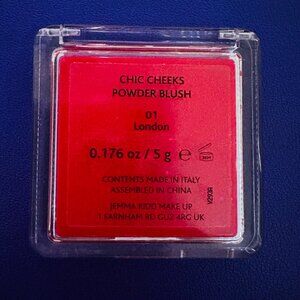 CHIC CHEEKS
POWDER BLUSH
01
London
0.176 oz / 5 g e
CONTENTS MADE IN ITALY
ASSEMBLED IN CHINA
JEMMA KIDD MAKE UP
1 FARNHAM RD GU2 4RG UK